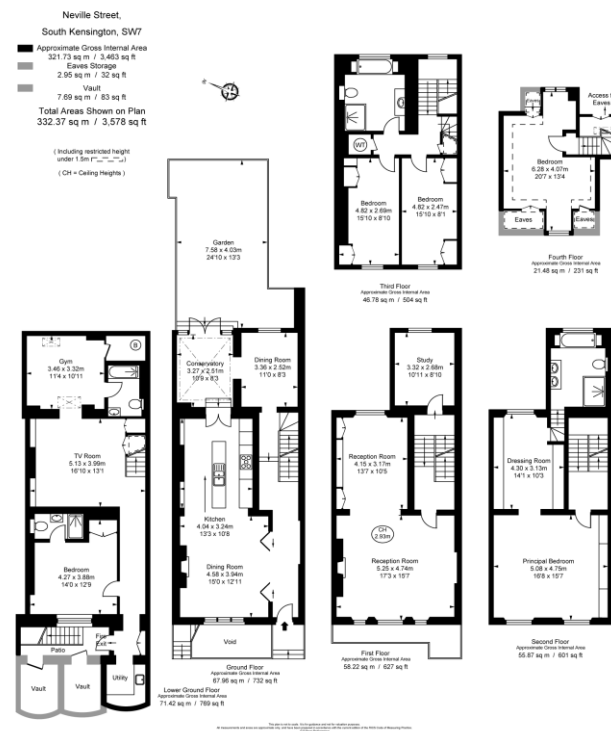 Neville Street,
South Kensington, SW7
Approximate Gross Internal Area
321.73 sq m / 3,463 sq ft
Eaves Storage
2.95 sq m / 32 sq ft
Vault
7.69 sq m / 83 sq ft
Total Areas Shown on Plan
332.37 sq m / 3,578 sq ft
( Including restricted height
under 1.5m
( CH = Ceiling Heights )
Garden
7.58 x 4.03m
24'10 x 13'3
WT
Bedroom
4.82 x 2.69m
15'10 x 8'10
Bedroom
4.82 x 2.47m
15'10 x 8'1
Third Floor
Approximate Gross Internal Area
46.78 sq m / 504 sq ft
Access
Eaves
Bedroom
6.28 x 4.07m
20'7 x 13'4
Eaves
Eaves
Fourth Floor
Approximate Gross Internal Area
21.48 sq m / 231 sq ft
Gym
3.46 x 3.32m
11'4 x 10'11
B
TV Room
5.13 x 3.99m
16'10 x 13'1
Bedroom
4.27 x 3.88m
14'0 x 12'9
Fire
Exit
Patio
Vault
Vault
Utility
Lower Ground Floor
Approximate Gross Internal Area
71.42 sq m / 769 sq ft
Conservatory
3.27 x 2.51m
10'9 x 8'3
Dining Room
3.36 x 2.52m
11'0 x 8'3
Kitchen
4.04 x 3.24m
13'3 x 10'8
Dining Room
4.58 x 3.94m
15'0 x 12'11
Void
Ground Floor
Approximate Gross Internal Area
67.96 sq m / 732 sq ft
Study
3.32 x 2.68m
10'11 x 8'10
Reception Room
4.15 x 3.17m
13'7 x 10'5
CH
2.93m
Reception Room
5.25 x 4.74m
17'3 x 15'7
First Floor
Approximate Gross Internal Area
58.22 sq m / 627 sq ft
Dressing Room
4.30 x 3.13m
14'1 x 10'3
Principal Bedroom
5.08 x 4.75m
16'8 x 15'7
Second Floor
Approximate Gross Internal Area
55.87 sq m / 601 sq ft